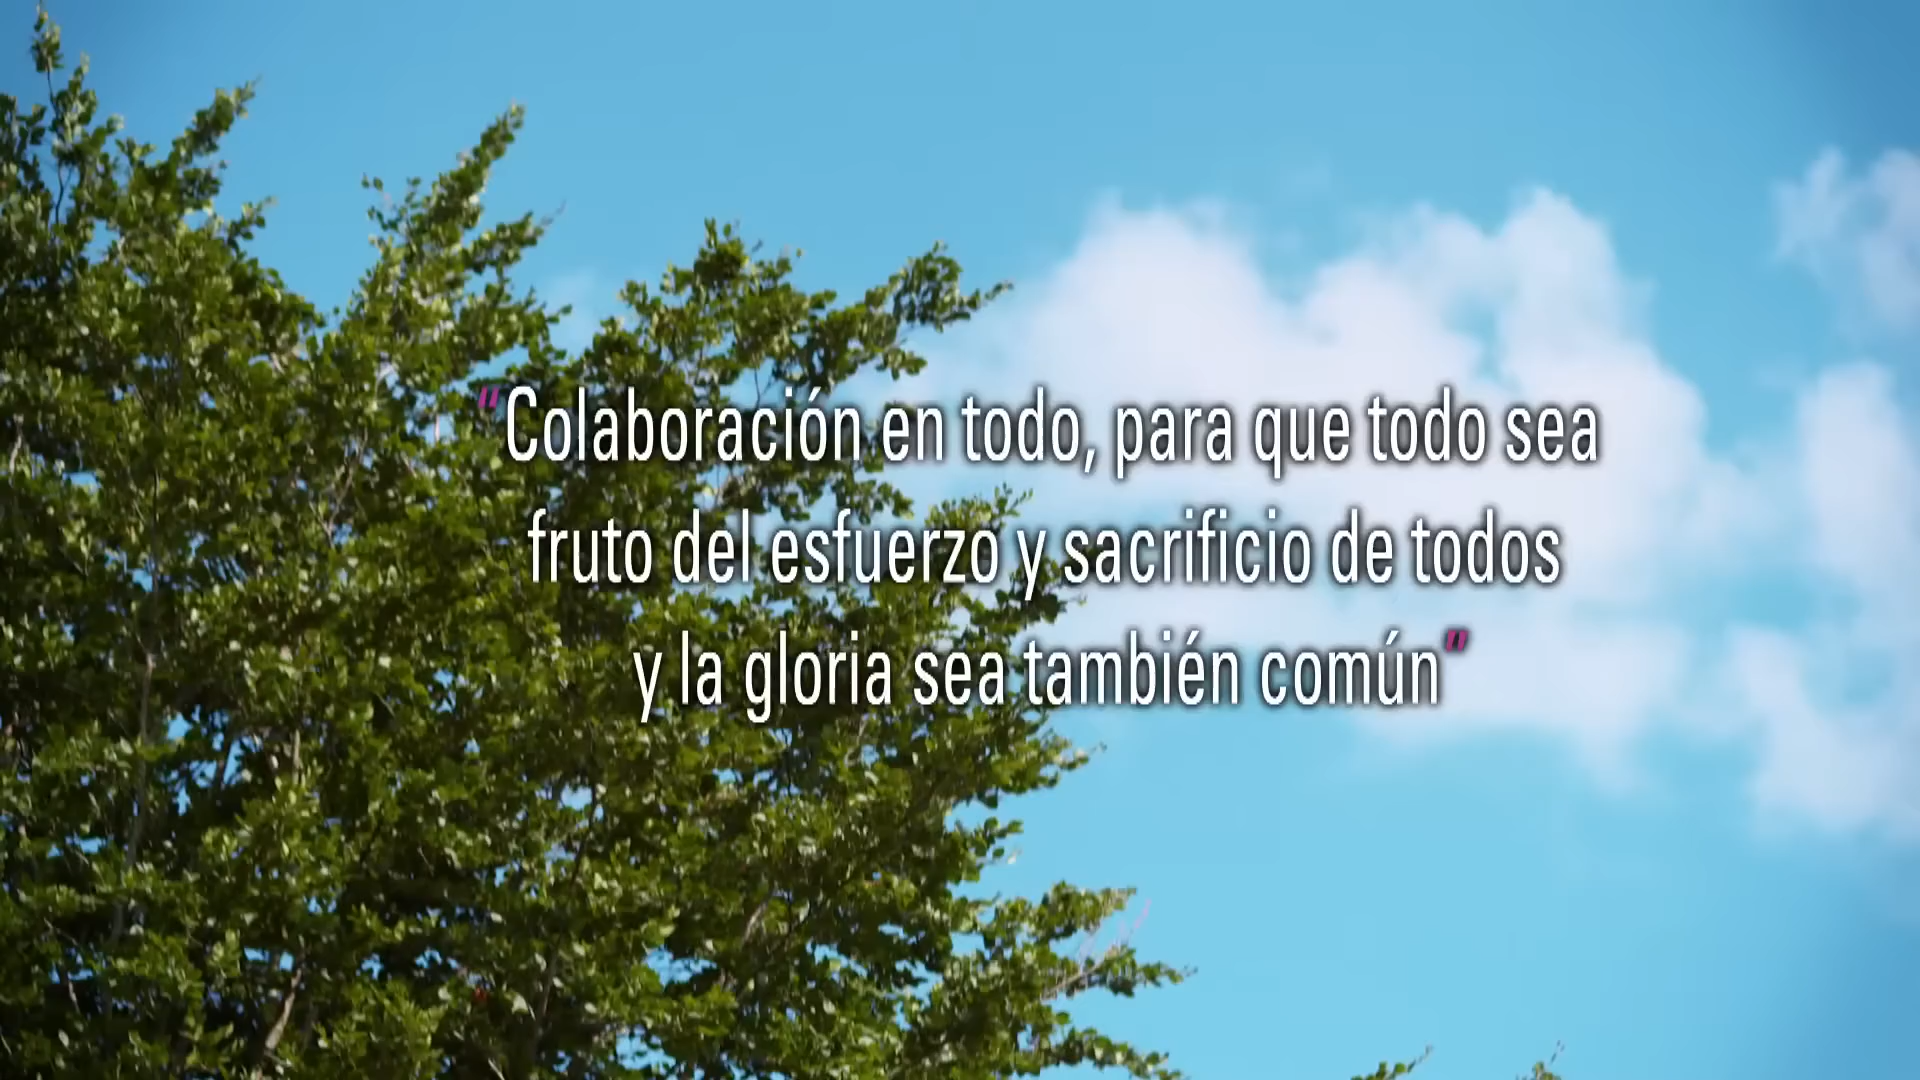 “Colaboración en todo, para que todo sea
fruto del esfuerzo y sacrificio de todos
y la gloria sea también común”